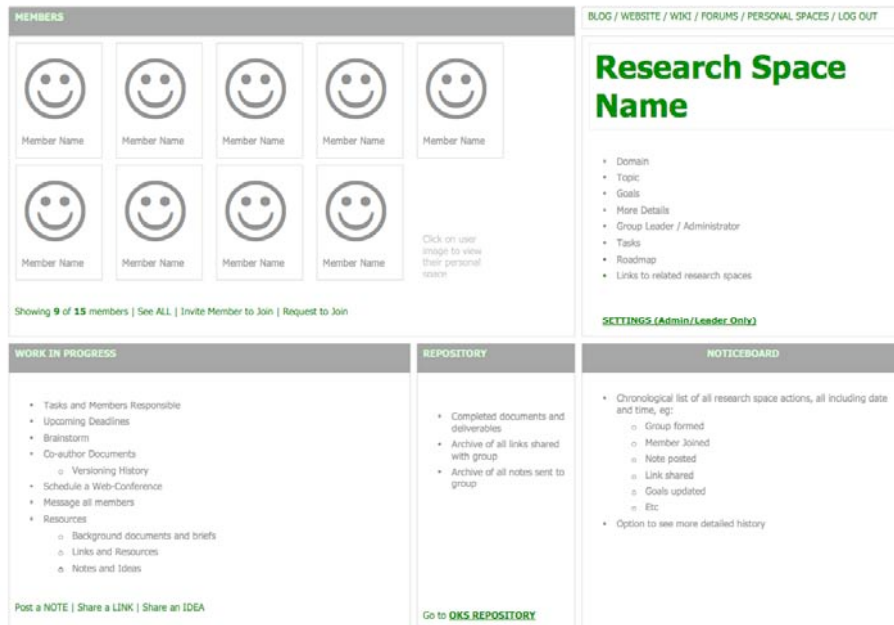 MEMBERS
Member Name
Member Name
Member Name
Member Name
Member Name
Member Name
Member Name
Member Name
Member Name
Click on user
image to view
their personal
space
Showing 9 of 15 members | See ALL | Invite Member to Join | Request to Join
BLOG / WEBSITE / WIKI / FORUMS / PERSONAL SPACES / LOG OUT
Research Space
Name
Domain
Topic
Goals
More Details
Group Leader / Administrator
Tasks
Roadmap
Links to related research spaces
SETTINGS (Admin/Leader Only)
WORK IN PROGRESS
Tasks and Members Responsible
Upcoming Deadlines
Brainstorm
Co-author Documents
Versioning History
Schedule a Web-Conference
Message all members
Resources
Background documents and briefs
Links and Resources
Notes and Ideas
Post a NOTE | Share a LINK | Share an IDEA
REPOSITORY
Completed documents and
deliverables
Archive of all links shared
with group
Archive of all notes sent to
group
Go to OKS REPOSITORY
NOTICEBOARD
Chronological list of all research space actions, all including date
and time, eg:
Group formed
Member Joined
Note posted
Link shared
Goals updated
Etc
Option to see more detailed history